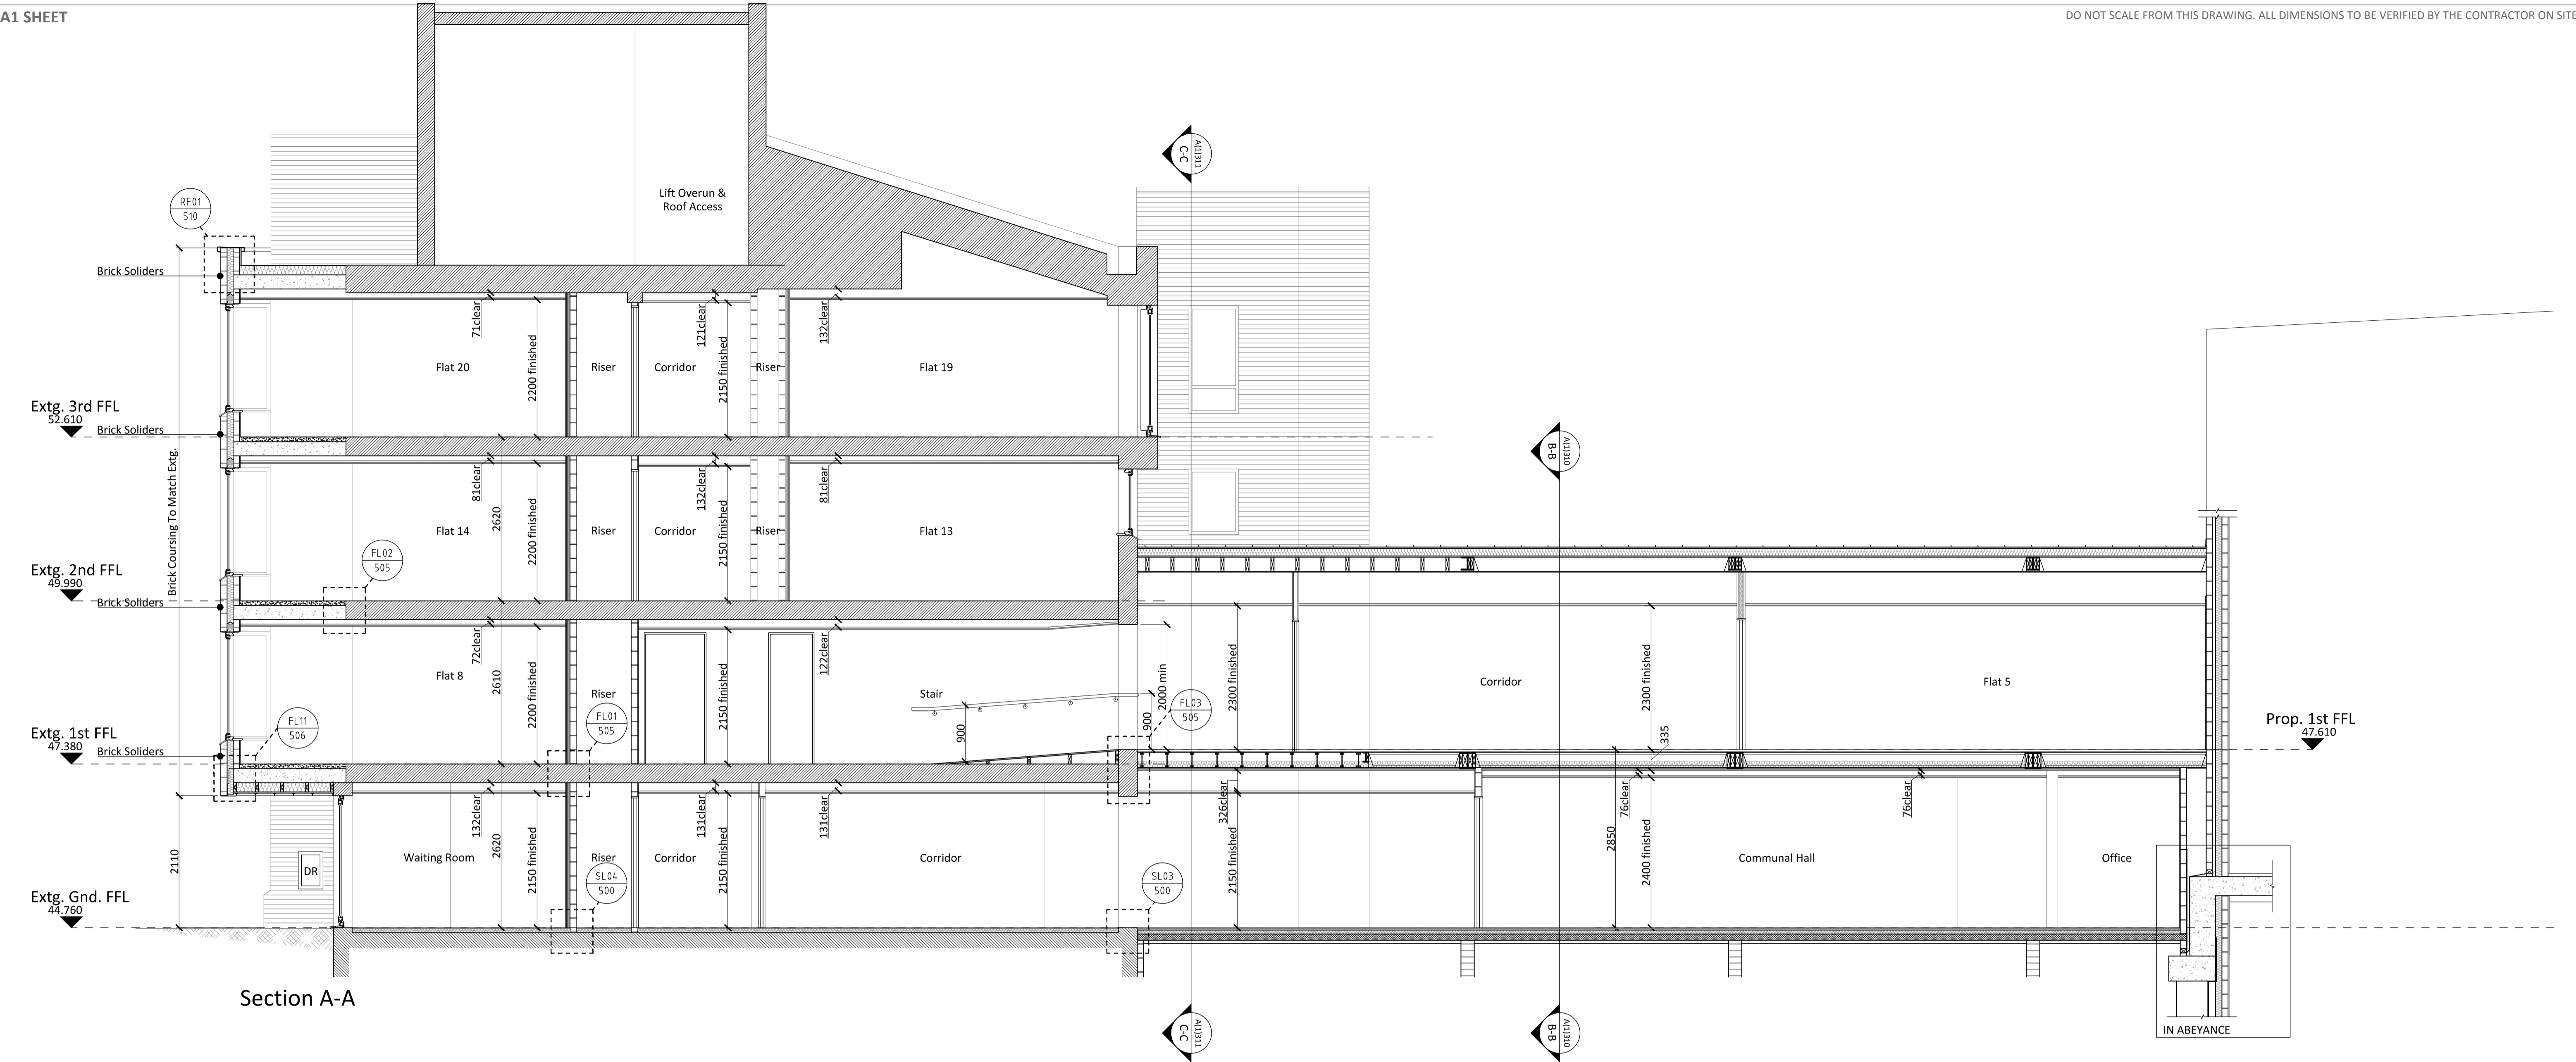 A1 SHEET
DO NOT SCALE FROM THIS DRAWING. ALL DIMENSIONS TO BE VERIFIED BY THE CONTRACTOR ON SITE
C-C
A(1)311
Lift Overun &
Roof Access
RF01
510
Brick Soliders
71clear
2200 finished
121clear
2150 finished
132clear
Flat 20
Riser
Corridor
Riser
Flat 19
Extg. 3rd FFL
52.610
Brick Soliders
B-B
A(1)310
Brick Coursing To Match Extg.
81clear
2620
2200 finished
132clear
2150 finished
81clear
Flat 14
Riser
Corridor
Riser
Flat 13
FL02
505
Extg. 2nd FFL
49.990
Brick Soliders
72clear
2610
2200 finished
2150 finished
122clear
2000 min
2300 finished
2300 finished
Flat 8
Riser
Stair
Corridor
Flat 5
FL11
506
FL01
505
900
900
FL03
505
335
Extg. 1st FFL
47.380
Brick Soliders
Prop. 1st FFL
47.610
2110
132clear
2620
2150 finished
131clear
2150 finished
131clear
326clear
2150 finished
2850
76clear
2400 finished
76clear
Waiting Room
Riser
Corridor
Corridor
Communal Hall
Office
DR
SL04
500
SL03
500
Extg. Gnd. FFL
44.760
Section A-A
C-C
A(1)311
B-B
A(1)310
IN ABEYANCE